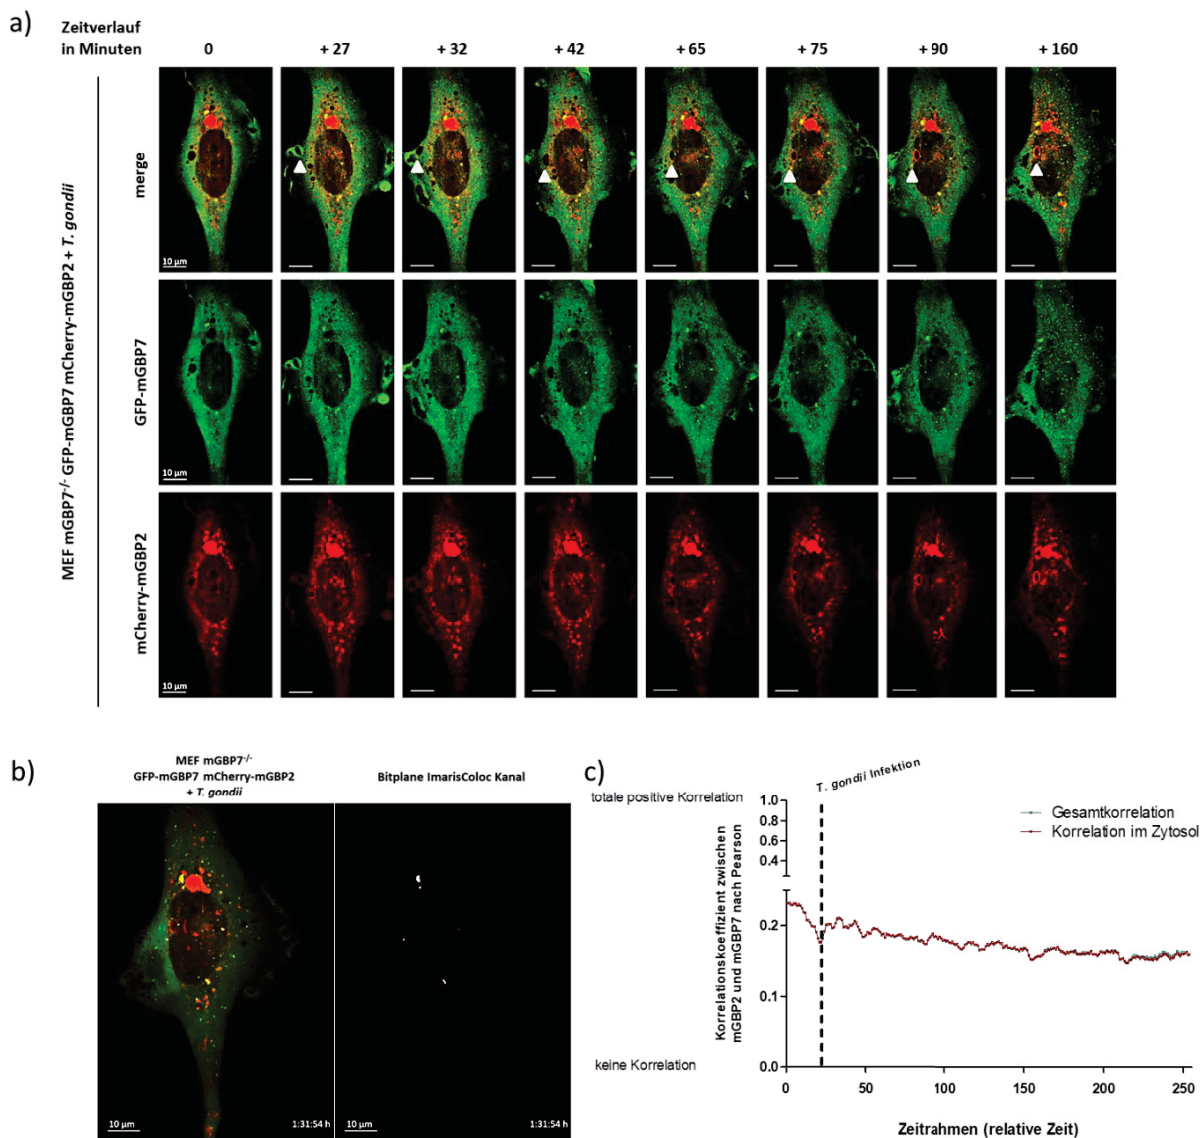 a)
Zeitverlauf
in Minuten
0
+ 27
+ 32
+ 42
+ 65
+ 75
+ 90
+ 160
MEF mGBP7-/- GFP-mGBP7 mCherry-mGBP2 + T. gondii
merge
10 µm
GFP-mGBP7
10 µm
mCherry-mGBP2
10 µm
b)
MEF mGBP7-/-
GFP-mGBP7 mCherry-mGBP2
+ T. gondii
Bitplane ImarisColoc Kanal
10 µm
1:31:54 h
10 µm
1:31:54 h
c)
T. gondii Infektion
totale positive Korrelation
keine Korrelation
Korrelationskoeffizient zwischen
mGBP2 und mGBP7 nach Pearson
1.0
0.8
0.6
0.4
0.2
0.1
0.0
Gesamtkorrelation
Korrelation im Zytosol
0
50
100
150
200
250
Zeitrahmen (relative Zeit)